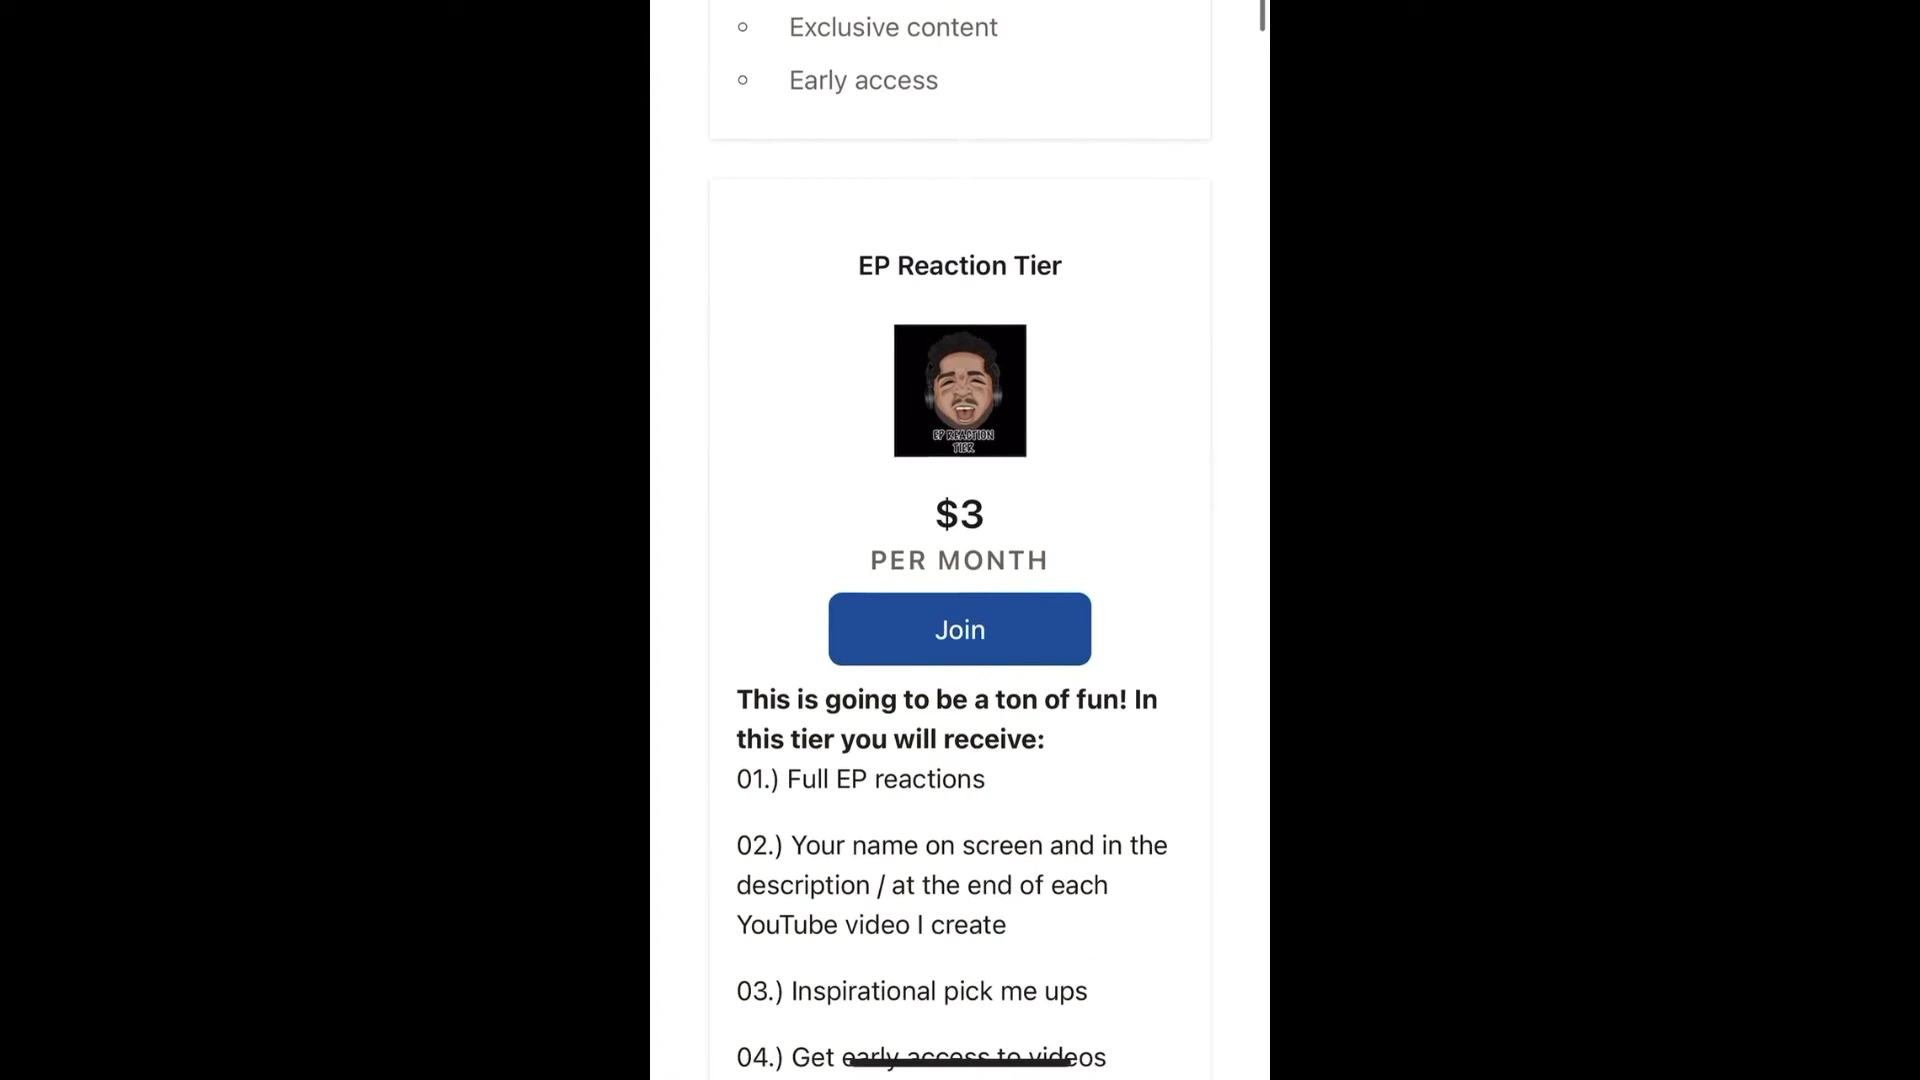 Exclusive content
Early access
EP Reaction Tier
EP REACTION
TIER
$3
PER MONTH
Join
This is going to be a ton of fun! In
this tier you will receive:
01.) Full EP reactions
02.) Your name on screen and in the
description / at the end of each
YouTube video I create
03.) Inspirational pick me ups
04.) Get early access to videos